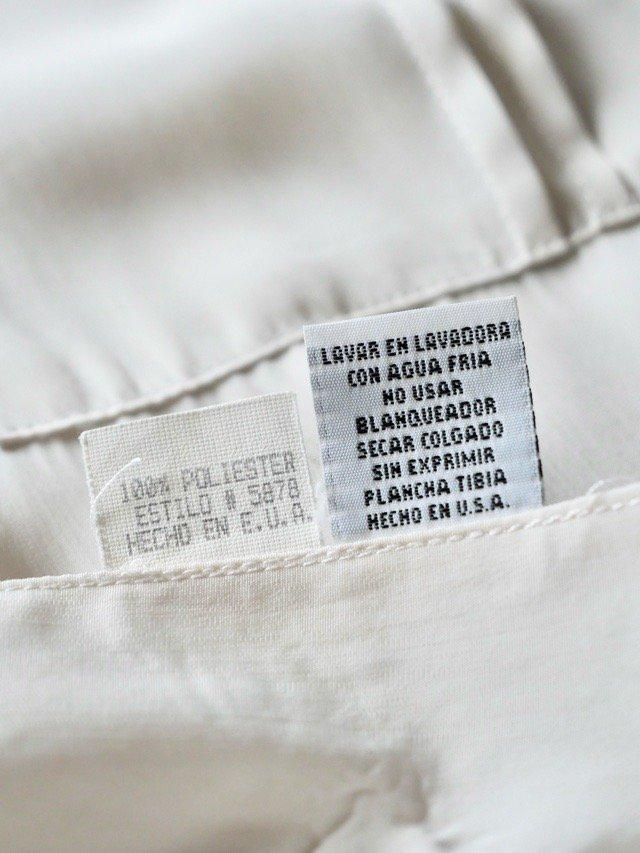 100% POLIESTER
ESTILO # 5878
HECHO EN E.U.A.
LAVAR EN LAVADORA
CON AGUA FRIA
NO USAR
BLANQUEADOR
SECAR COLGADO
SIN EXPRIMIR
PLANCHA TIBIA
HECHO EN U.S.A.